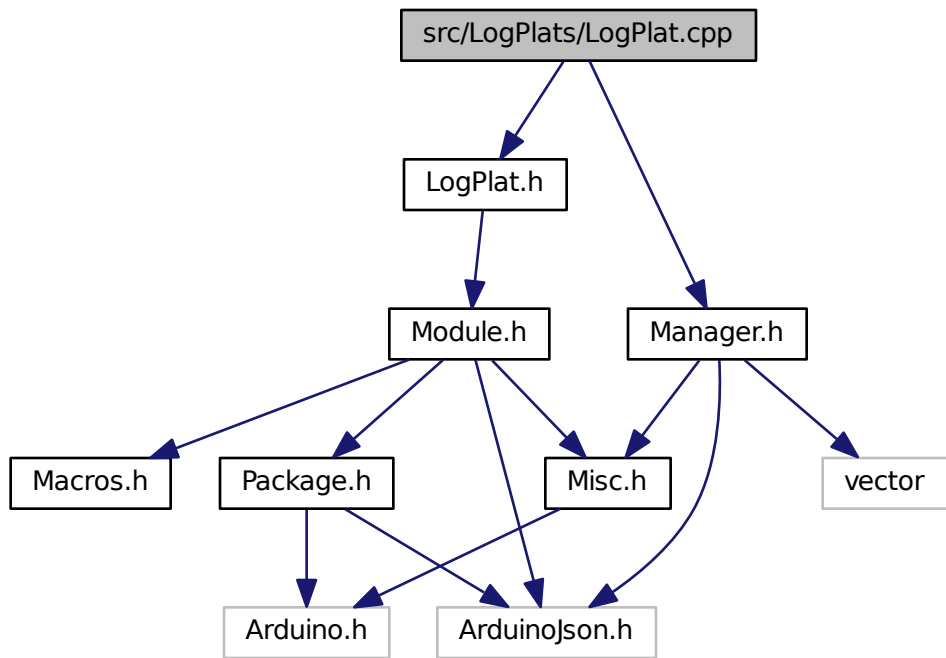 src/LogPlats/LogPlat.cpp
LogPlat.h
Module.h
Manager.h
Macros.h
Package.h
Misc.h
vector
Arduino.h
ArduinoJson.h